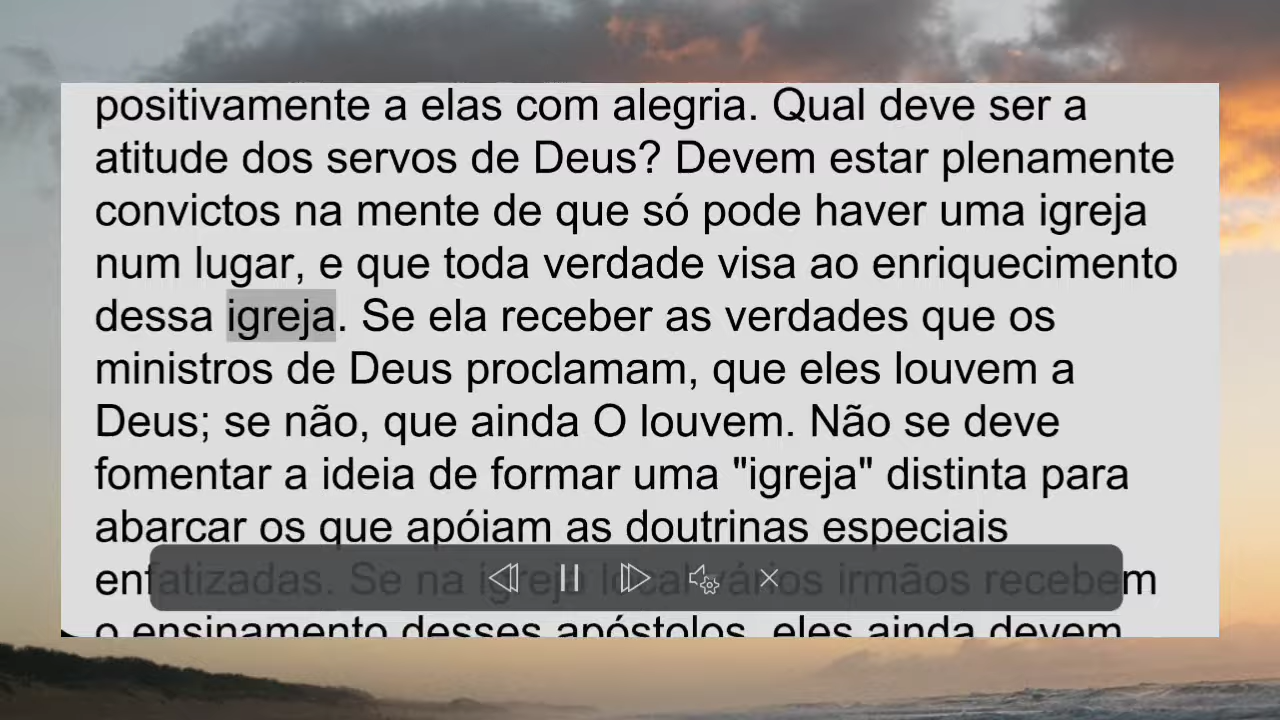 positivamente a elas com alegria. Qual deve ser a
atitude dos servos de Deus? Devem estar plenamente
convictos na mente de que só pode haver uma igreja
num lugar, e que toda verdade visa ao enriquecimento
dessa igreja. Se ela receber as verdades que os
ministros de Deus proclamam, que eles louvem a
Deus; se não, que ainda O louvem. Não se deve
fomentar a ideia de formar uma "igreja" distinta para
abarcar os que apóiam as doutrinas especiais
enfatizadas. Se na igreja local vários irmãos recebem
o ensinamento desses apóstolos, eles ainda devem